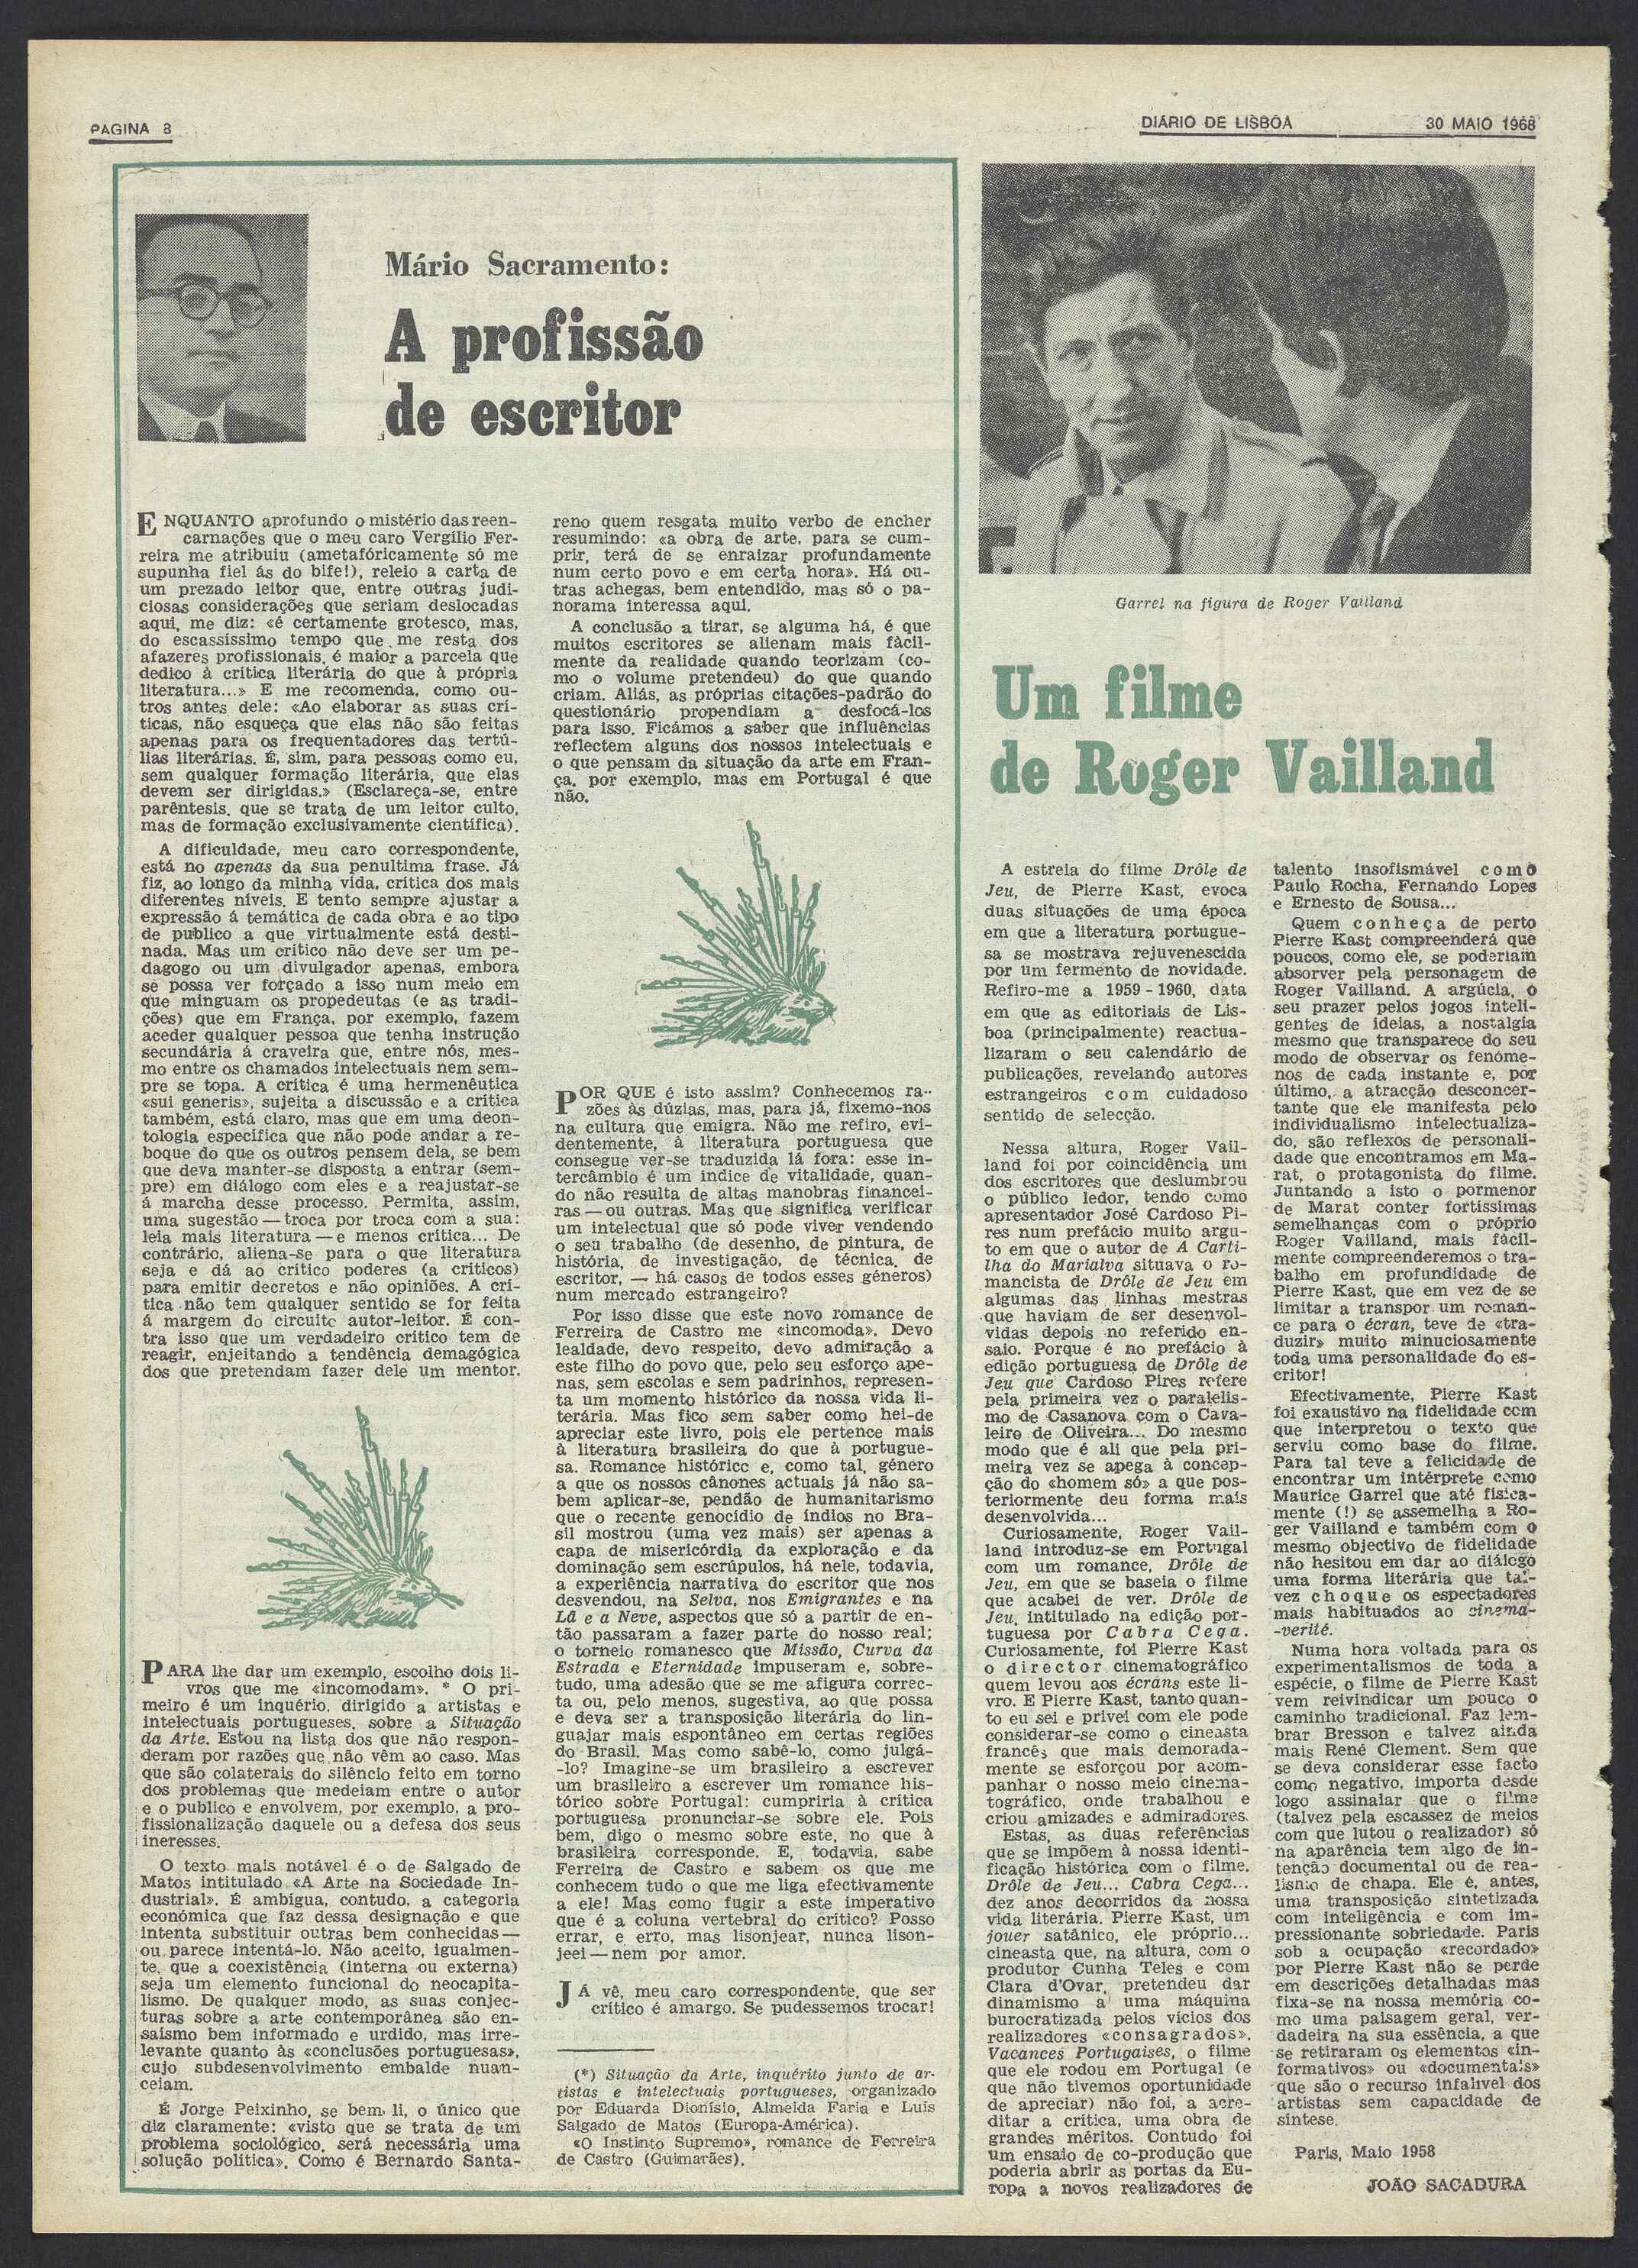 PAGINA 8
DIÁRIO DE LISBOA
30 MAIO 1968
Mário Sacramento:
A profissão
de escritor
ENQUANTO aprofundo o mistério das reen-
carnações que o meu caro Vergílio Fer-
reira me atribuiu (ametafóricamente só me
supunha fiel ás do bife!), releio a carta de
um prezado leitor que, entre outras judi-
ciosas considerações que seriam deslocadas
aqui, me diz: «é certamente grotesco, mas,
do escassíssimo tempo que me resta dos
afazeres profissionais, é maior a parcela que
dedico à crítica literária do que à própria
literatura...» E me recomenda, como ou-
tros antes dele: «Ao elaborar as suas crí-
ticas, não esqueça que elas não são feitas
apenas para os frequentadores das tertú-
lias literárias. É, sim, para pessoas como eu,
sem qualquer formação literária, que elas
devem ser dirigidas.» (Esclareça-se, entre
parêntesis, que se trata de um leitor culto,
mas de formação exclusivamente científica).
A dificuldade, meu caro correspondente,
está no apenas da sua penultima frase. Já
fiz, ao longo da minha vida, crítica dos mais
diferentes níveis. E tento sempre ajustar a
expressão á temática de cada obra e ao tipo
de publico a que virtualmente está desti-
nada. Mas um crítico não deve ser um pe-
dagogo ou um divulgador apenas, embora
se possa ver forçado a isso num meio em
que minguam os propedeutas (e as tradi-
ções) que em França, por exemplo, fazem
aceder qualquer pessoa que tenha instrução
secundária á craveira que, entre nós, mes-
mo entre os chamados intelectuais nem sem-
pre se topa. A crítica é uma hermenêutica
«sui generis», sujeita a discussão e a crítica
também, está claro, mas que em uma deon-
tologia específica que não pode andar a re-
boque do que os outros pensem dela, se bem
que deva manter-se disposta a entrar (sem-
pre) em diálogo com eles e a reajustar-se
á marcha desse processo. Permita, assim,
uma sugestão — troca por troca com a sua:
leia mais literatura — e menos crítica... De
contrário, aliena-se para o que literatura
seja e dá ao crítico poderes (a críticos)
para emitir decretos e não opiniões. A crí-
tica não tem qualquer sentido se for feita
á margem do circuito autor-leitor. É con-
tra isso que um verdadeiro crítico tem de
reagir, enjeitando a tendência demagógica
dos que pretendam fazer dele um mentor.
PARA lhe dar um exemplo, escolho dois li-
vros que me «incomodam». * O pri-
meiro é um inquério, dirigido a artistas e
intelectuais portugueses, sobre a Situação
da Arte. Estou na lista dos que não respon-
deram por razões que não vêm ao caso. Mas
que são colaterais do silêncio feito em torno
dos problemas que medeiam entre o autor
e o publico e envolvem, por exemplo, a pro-
fissionalização daquele ou a defesa dos seus
ineresses.
O texto mais notável é o de Salgado de
Matos intitulado «A Arte na Sociedade In-
dustrial». É ambígua, contudo, a categoria
económica que faz dessa designação e que
intenta substituir outras bem conhecidas —
ou parece intentá-lo. Não aceito, igualmen-
te, que a coexistência (interna ou externa)
seja um elemento funcional do neocapita-
lismo. De qualquer modo, as suas conjec-
turas sobre a arte contemporânea são en-
saísmo bem informado e urdido, mas irre-
levante quanto às «conclusões portuguesas»,
cujo subdesenvolvimento embalde nuan-
ceiam.
É Jorge Peixinho, se bem li, o único que
diz claramente: «visto que se trata de um
problema sociológico, será necessária uma
solução política». Como é Bernardo Santa-
reno quem resgata muito verbo de encher
resumindo: «a obra de arte, para se cum-
prir, terá de se enraizar profundamente
num certo povo e em certa hora». Há ou-
tras achegas, bem entendido, mas só o pa-
norama interessa aqui.
A conclusão a tirar, se alguma há, é que
muitos escritores se alienam mais fàcil-
mente da realidade quando teorizam (co-
mo o volume pretendeu) do que quando
criam. Aliás, as próprias citações-padrão do
questionário propendiam a desfocá-los
para isso. Ficámos a saber que influências
reflectem alguns dos nossos intelectuais e
o que pensam da situação da arte em Fran-
ça, por exemplo, mas em Portugal é que
não.
POR QUE é isto assim? Conhecemos ra-
zões às dúzias, mas, para já, fixemo-nos
na cultura que emigra. Não me refiro, evi-
dentemente, à literatura portuguesa que
consegue ver-se traduzida lá fora: esse in-
tercâmbio é um índice de vitalidade, quan-
do não resulta de altas manobras financei-
ras — ou outras. Mas que significa verificar
um intelectual que só pode viver vendendo
o seu trabalho (de desenho, de pintura, de
história, de investigação, de técnica, de
escritor, — há casos de todos esses géneros)
num mercado estrangeiro?
Por isso disse que este novo romance de
Ferreira de Castro me «incomoda». Devo
lealdade, devo respeito, devo admiração a
este filho do povo que, pelo seu esforço ape-
nas, sem escolas e sem padrinhos, represen-
ta um momento histórico da nossa vida li-
terária. Mas fico sem saber como hei-de
apreciar este livro, pois ele pertence mais
à literatura brasileira do que à portugue-
sa. Romance histórico e, como tal, género
a que os nossos cânones actuais já não sa-
bem aplicar-se, pendão de humanitarismo
que o recente genocídio de índios no Bra-
sil mostrou (uma vez mais) ser apenas a
capa de misericórdia da exploração e da
dominação sem escrúpulos, há nele, todavia,
a experiência narrativa do escritor que nos
desvendou, na Selva, nos Emigrantes e na
Lã e a Neve, aspectos que só a partir de en-
tão passaram a fazer parte do nosso real;
o torneio romanesco que Missão, Curva da
Estrada e Eternidade impuseram e, sobre-
tudo, uma adesão que se me afigura correc-
ta ou, pelo menos, sugestiva, ao que possa
e deva ser a transposição literária do lin-
guajar mais espontâneo em certas regiões
do Brasil. Mas como sabê-lo, como julgá-
-lo? Imagine-se um brasileiro a escrever
um brasileiro a escrever um romance his-
tórico sobre Portugal: cumpriria à crítica
portuguesa pronunciar-se sobre ele. Pois
bem, digo o mesmo sobre este, no que à
brasileira corresponde. E, todavia, sabe
Ferreira de Castro e sabem os que me
conhecem tudo o que me liga efectivamente
a ele! Mas como fugir a este imperativo
que é a coluna vertebral do crítico? Posso
errar, e erro, mas lisonjear, nunca lison-
jeei — nem por amor.
JÁ vê, meu caro correspondente, que ser
crítico é amargo. Se pudessemos trocar!
(*) Situação da Arte, inquérito junto de ar-
tistas e intelectuais portugueses, organizado
por Eduarda Dionísio, Almeida Faria e Luís
Salgado de Matos (Europa-América).
«O Instinto Supremo», romance de Ferreira
de Castro (Guimarães).
Garrel na figura de Roger Vailland
Um filme
de Roger Vailland
A estreia do filme Drôle de
Jeu, de Pierre Kast, evoca
duas situações de uma época
em que a literatura portugue-
sa se mostrava rejuvenescida
por um fermento de novidade.
Refiro-me a 1959 - 1960, data
em que as editoriais de Lis-
boa (principalmente) reactua-
lizaram o seu calendário de
publicações, revelando autores
estrangeiros com cuidadoso
sentido de selecção.
Nessa altura, Roger Vail-
land foi por coincidência um
dos escritores que deslumbrou
o público ledor, tendo como
apresentador José Cardoso Pi-
res num prefácio muito argu-
to em que o autor de A Carti-
lha do Marialva situava o ro-
mancista de Drôle de Jeu em
algumas das linhas mestras
que haviam de ser desenvol-
vidas depois no referido en-
saio. Porque é no prefácio à
edição portuguesa de Drôle de
Jeu que Cardoso Pires refere
pela primeira vez o paralelis-
mo de Casanova com o Cava-
leiro de Oliveira... Do mesmo
modo que é ali que pela pri-
meira vez se apega à concep-
ção do «homem só» a que pos-
teriormente deu forma mais
desenvolvida...
Curiosamente, Roger Vail-
land introduz-se em Portugal
com um romance, Drôle de
Jeu, em que se baseia o filme
que acabei de ver. Drôle de
Jeu, intitulado na edição por-
tuguesa por Cabra Cega.
Curiosamente, foi Pierre Kast
o director cinematográfico
quem levou aos écrans este li-
vro. E Pierre Kast, tanto quan-
to eu sei e privei com ele pode
considerar-se como o cineasta
francês que mais demorada-
mente se esforçou por acom-
panhar o nosso meio cinema-
tográfico, onde trabalhou e
criou amizades e admiradores.
Estas, as duas referências
que se impõem à nossa identi-
ficação histórica com o filme.
Drôle de Jeu... Cabra Cega...
dez anos decorridos da nossa
vida literária. Pierre Kast, um
jouer satânico, ele próprio...
cineasta que, na altura, com o
produtor Cunha Teles e com
Clara d'Ovar, pretendeu dar
dinamismo a uma máquina
burocratizada pelos vícios dos
realizadores «consagrados».
Vacances Portugaises, o filme
que ele rodou em Portugal (e
que não tivemos oportunidade
de apreciar) não foi, a acre-
ditar a crítica, uma obra de
grandes méritos. Contudo foi
um ensaio de co-produção que
poderia abrir as portas da Eu-
ropa a novos realizadores de
talento insofismável como
Paulo Rocha, Fernando Lopes
e Ernesto de Sousa...
Quem conheça de perto
Pierre Kast compreenderá que
poucos, como ele, se poderiam
absorver pela personagem de
Roger Vailland. A argúcia, o
seu prazer pelos jogos inteli-
gentes de ideias, a nostalgia
mesmo que transparece do seu
modo de observar os fenóme-
nos de cada instante e, por
último, a atracção desconcer-
tante que ele manifesta pelo
individualismo intelectualiza-
do, são reflexos de personali-
dade que encontramos em Ma-
rat, o protagonista do filme.
Juntando a isto o pormenor
de Marat conter fortíssimas
semelhanças com o próprio
Roger Vailland, mais fàcil-
mente compreenderemos o tra-
balho em profundidade de
Pierre Kast, que em vez de se
limitar a transpor um roman-
ce para o écran, teve de «tra-
duzir» muito minuciosamente
toda uma personalidade do es-
critor!
Efectivamente, Pierre Kast
foi exaustivo na fidelidade com
que interpretou o texto que
serviu como base do filme.
Para tal teve a felicidade de
encontrar um intérprete como
Maurice Garrel que até física-
mente (!) se assemelha a Ro-
ger Vailland e também com o
mesmo objectivo de fidelidade
não hesitou em dar ao diálogo
uma forma literária que tal-
vez choque os espectadores
mais habituados ao cinema-
-verité.
Numa hora voltada para os
experimentalismos de toda a
espécie, o filme de Pierre Kast
vem reivindicar um pouco o
caminho tradicional. Faz lem-
brar Bresson e talvez ainda
mais René Clement. Sem que
se deva considerar esse facto
como negativo, importa desde
logo assinalar que o filme
(talvez pela escassez de meios
com que lutou o realizador) só
na aparência tem algo de in-
tenção documental ou de rea-
lismo de chapa. Ele é, antes,
uma transposição sintetizada
com inteligência e com im-
pressionante sobriedade. Paris
sob a ocupação «recordado»
por Pierre Kast não se perde
em descrições detalhadas mas
fixa-se na nossa memória co-
mo uma paisagem geral, ver-
dadeira na sua essência, a que
se retiraram os elementos «in-
formativos» ou «documentais»
que são o recurso infalível dos
artistas sem capacidade de
síntese.
Paris, Maio 1958
JOÃO SACADURA